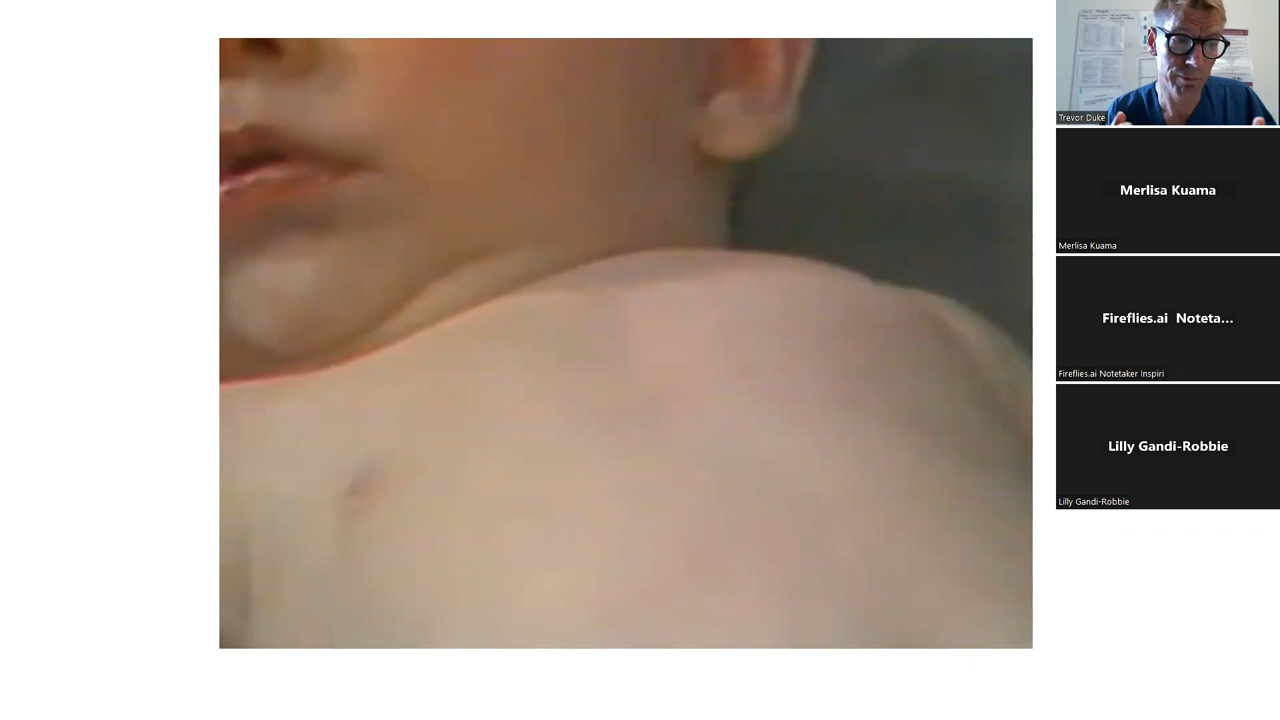 Trevor Duke
Merlisa Kuama
Merlisa Kuama
Fireflies.ai Noteta...
Fireflies.ai Notetaker Inspiri
Lilly Gandi-Robbie
Lilly Gandi-Robbie